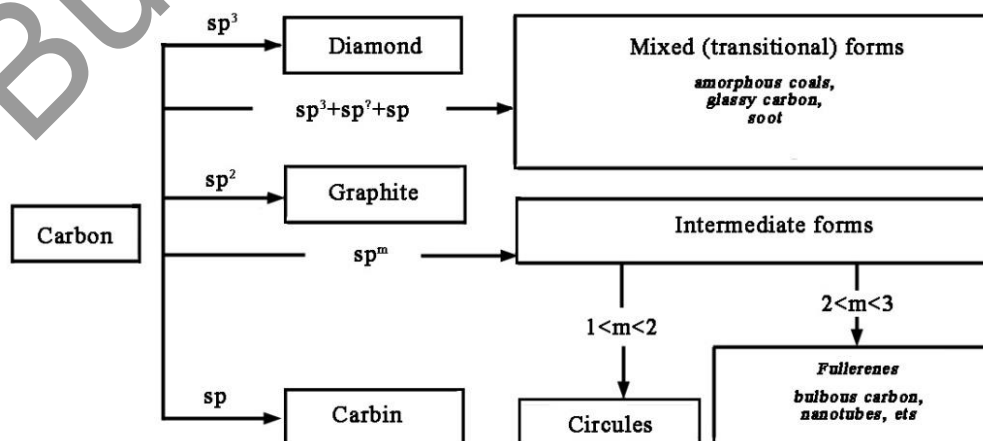 Bu
sp³
Diamond
Mixed (transitional) forms
amorphous coals,
glassy carbon,
soot
sp³+sp²+sp
sp²
Graphite
Carbon
Intermediate forms
spᵐ
1<m<2
2<m<3
Fullerenes
bulbous carbon,
nanotubes, ets
sp
Carbin
Circules